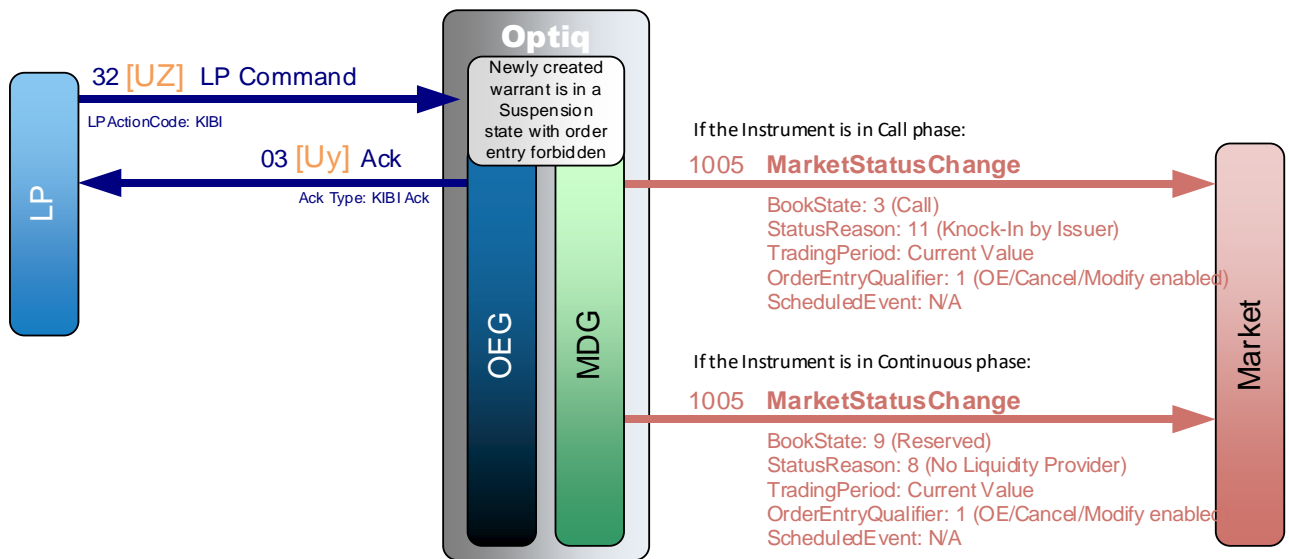 Optiq
32 [UZ] LP Command
LPActionCode: KIBI
Newly created
warrant is in a
Suspension
state with order
entry forbidden
03 [Uy] Ack
Ack Type: KIBI Ack
LP
OEG
MDG
If the Instrument is in Call phase:
1005 MarketStatusChange
BookState: 3 (Call)
StatusReason: 11 (Knock-In by Issuer)
TradingPeriod: Current Value
OrderEntryQualifier: 1 (OE/Cancel/Modify enabled)
ScheduledEvent: N/A
If the Instrument is in Continuous phase:
1005 MarketStatusChange
BookState: 9 (Reserved)
StatusReason: 8 (No Liquidity Provider)
TradingPeriod: Current Value
OrderEntryQualifier: 1 (OE/Cancel/Modify enabled
ScheduledEvent: N/A
Market